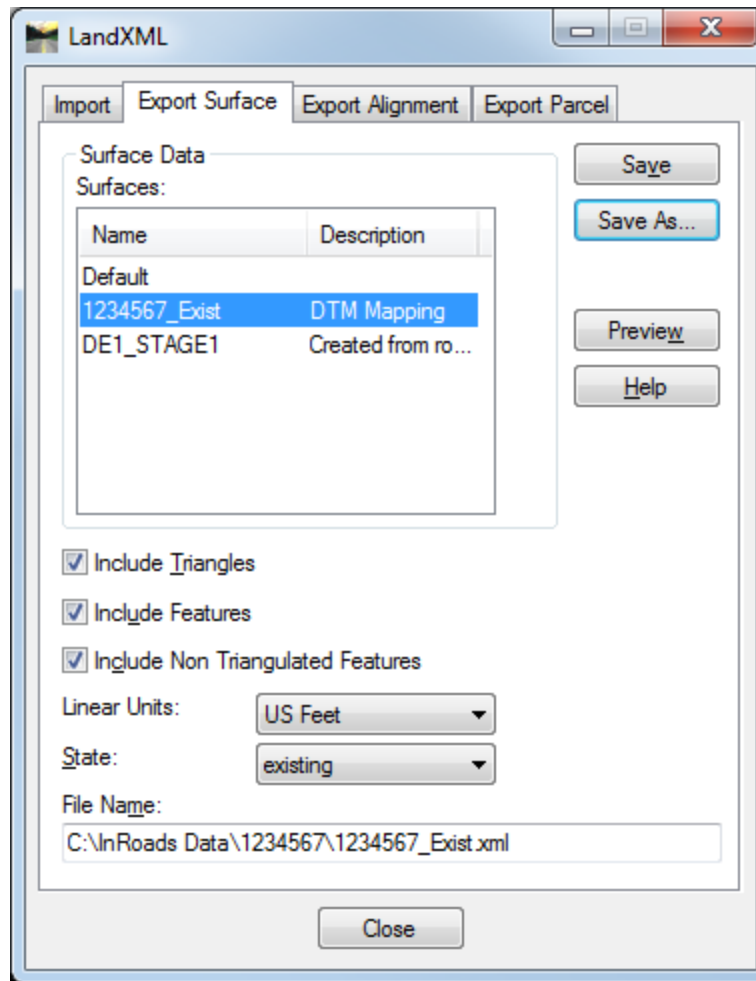 LandXML
Import Export Surface Export Alignment Export Parcel
Surface Data
Surfaces:
Name Description
Default
1234567_Exist DTM Mapping
DE1_STAGE1 Created from ro...
Save
Save As...
Preview
Help
Include Triangles
Include Features
Include Non Triangulated Features
Linear Units: US Feet
State: existing
File Name:
C:\InRoads Data\1234567\1234567_Exist.xml
Close